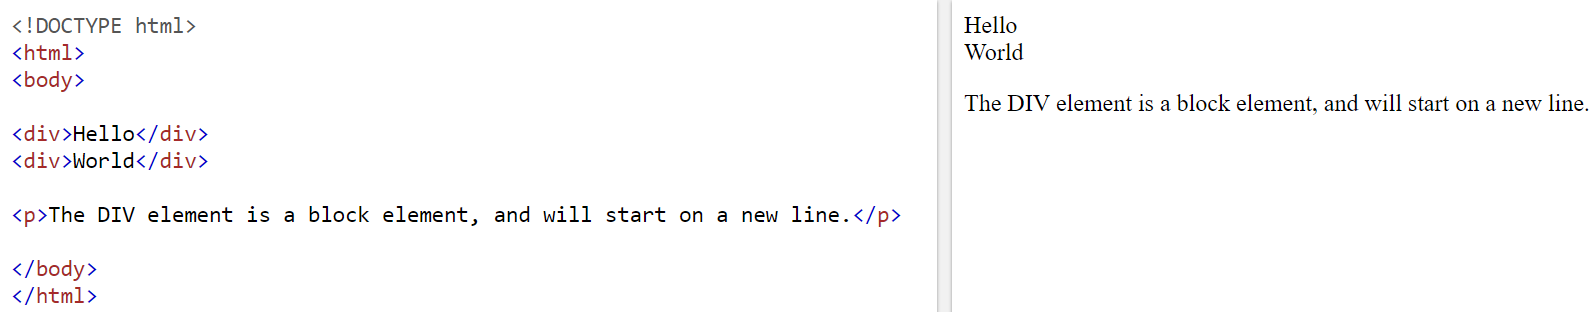 <!DOCTYPE html>
<html>
<body>
<div>Hello</div>
<div>World</div>
<p>The DIV element is a block element, and will start on a new line.</p>
</body>
</html>
Hello
World
The DIV element is a block element, and will start on a new line.